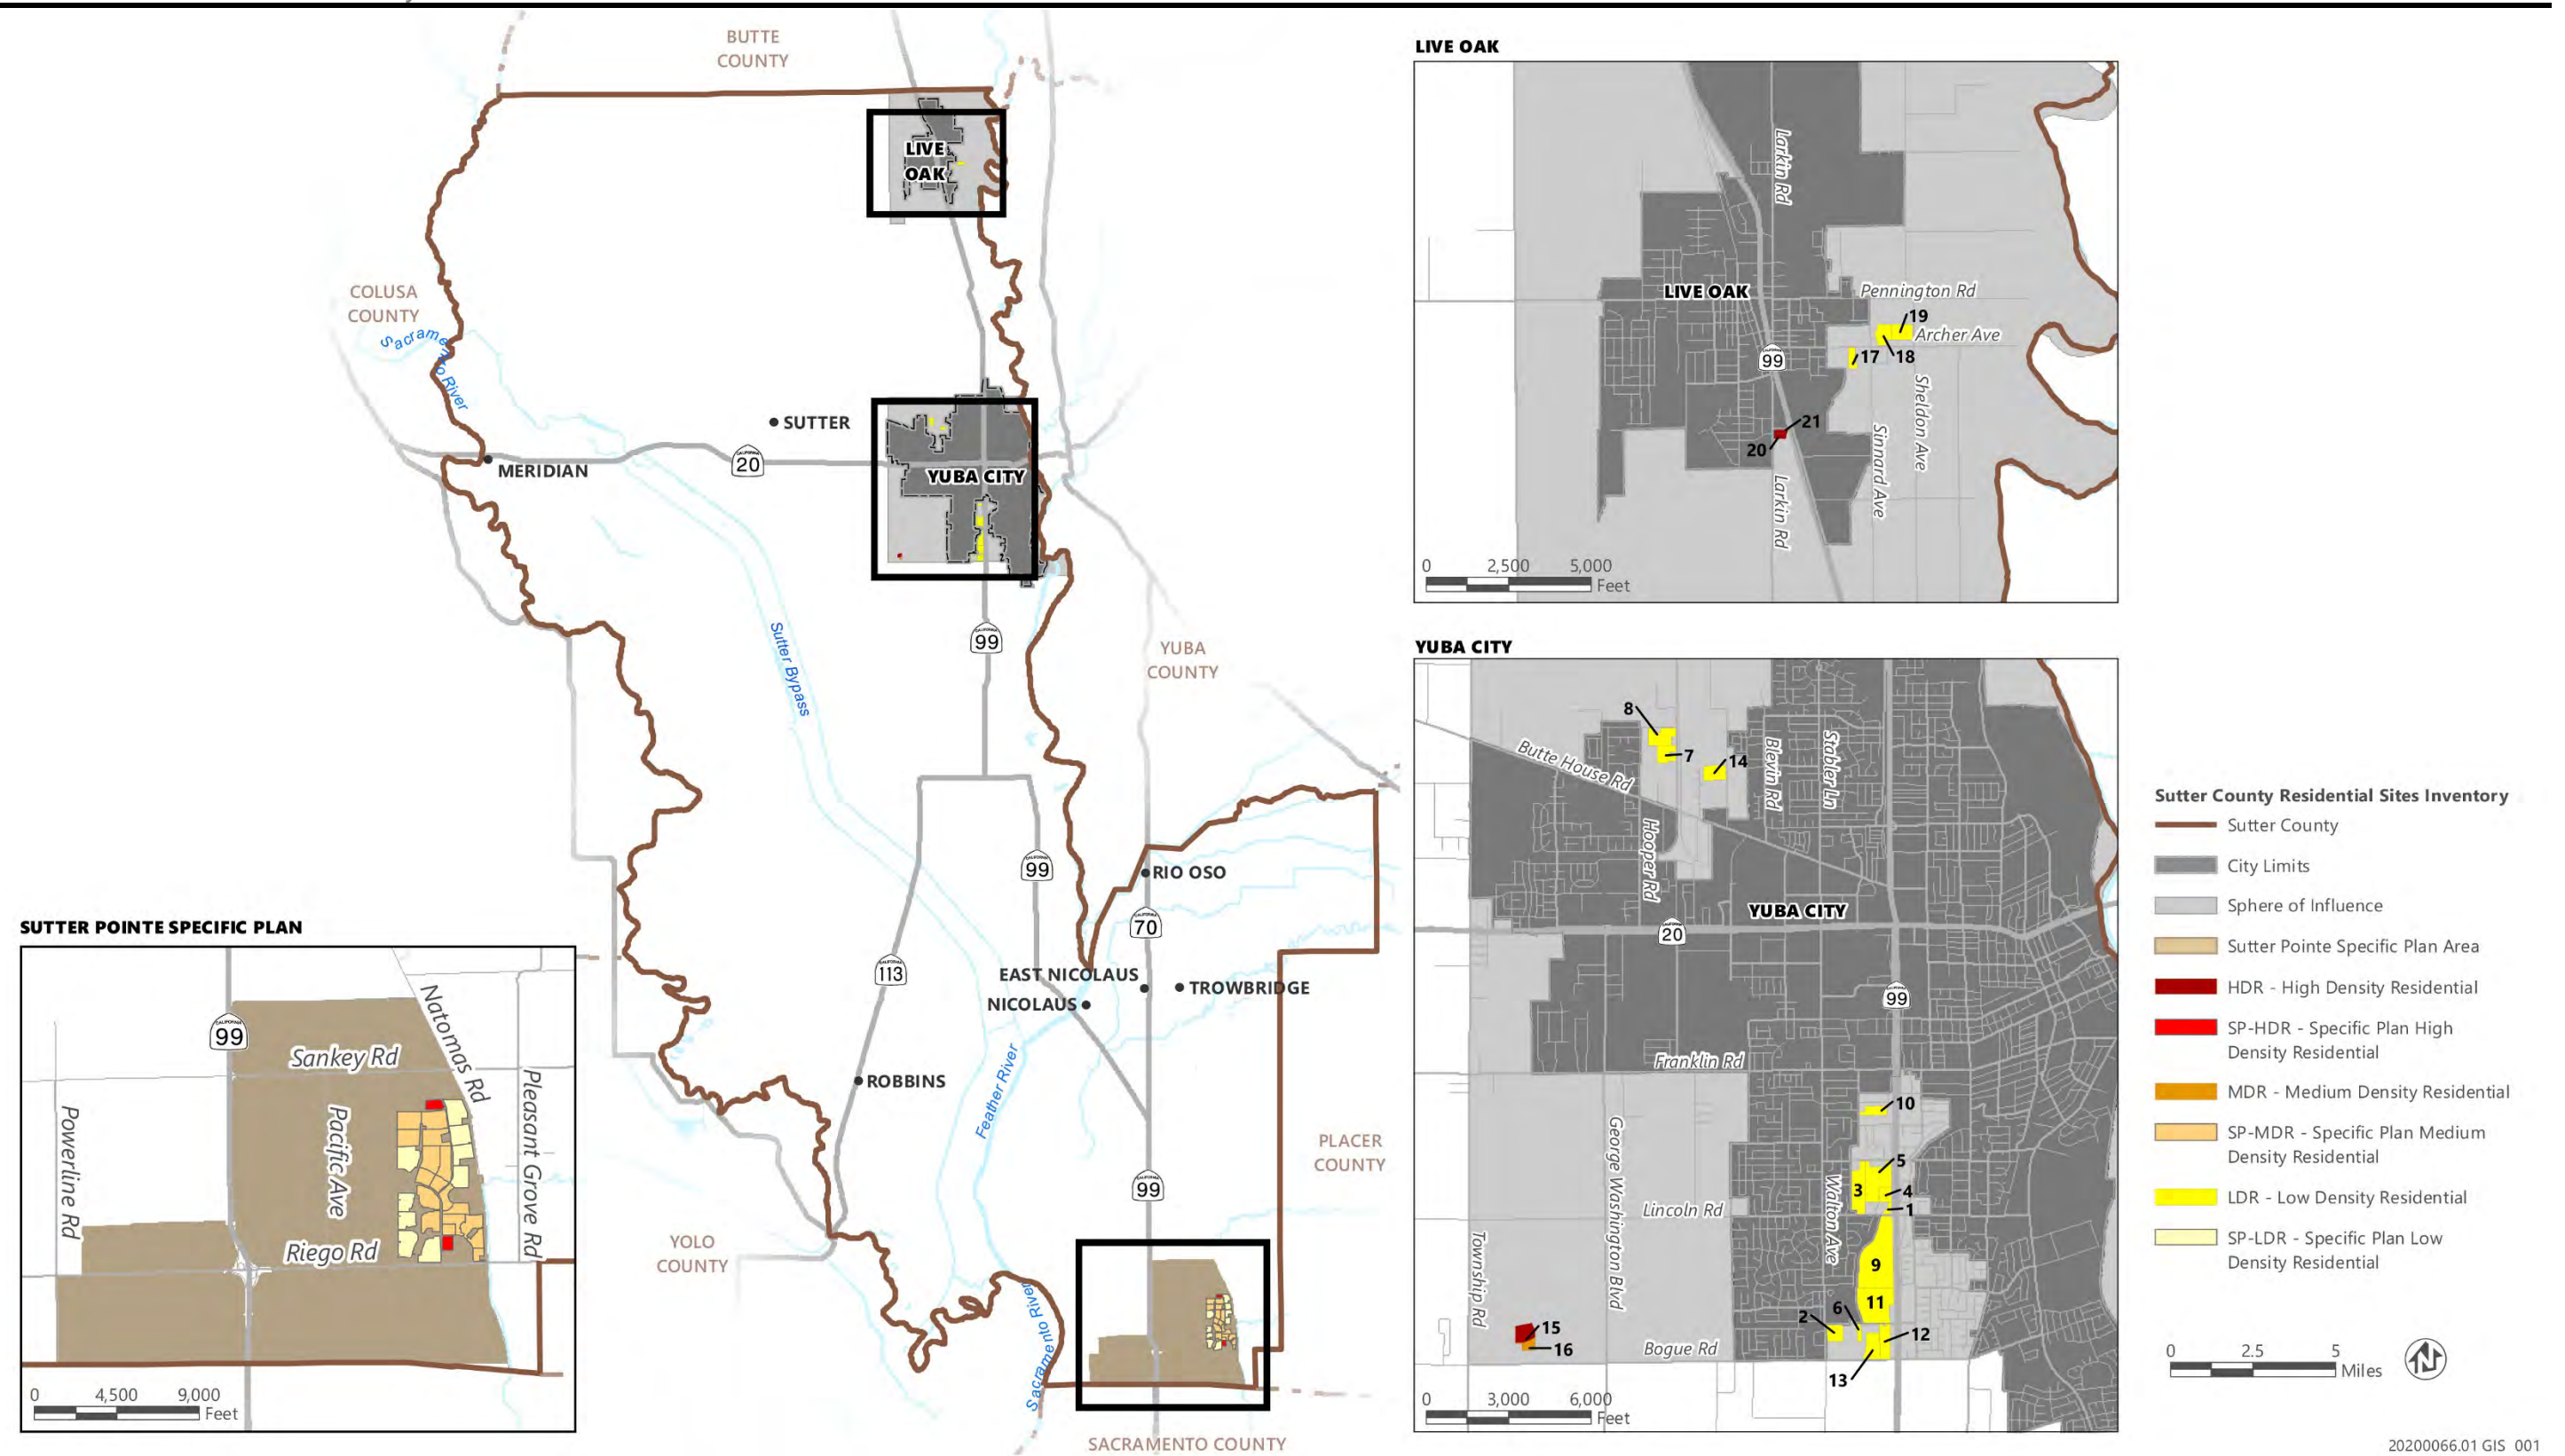 BUTTE
COUNTY
LIVE
OAK
COLUSA
COUNTY
Sacramento River
SUTTER
20
MERIDIAN
YUBA CITY
99
Sutter Bypass
YUBA
COUNTY
99
RIO OSO
70
113
EAST NICOLAUS
NICOLAUS
TROWBRIDGE
ROBBINS
Feather River
PLACER
COUNTY
99
YOLO
COUNTY
Sacramento River
SACRAMENTO COUNTY
SUTTER POINTE SPECIFIC PLAN
99
Sankey Rd
Natomas Rd
Powerline Rd
Pacific Ave
Pleasant Grove Rd
Riego Rd
0 4,500 9,000
Feet
LIVE OAK
Larkin Rd
LIVE OAK
Pennington Rd
19
Archer Ave
99
17
18
Sheldon Ave
21
20
Sinnard Ave
Larkin Rd
0 2,500 5,000
Feet
YUBA CITY
8
Butte House Rd
7
14
Blevin Rd
Stabler Ln
Hooper Rd
YUBA CITY
20
99
Franklin Rd
10
George Washington Blvd
5
3
4
Walton Ave
1
Lincoln Rd
9
Township Rd
11
2
6
15
12
16
Bogue Rd
13
0 3,000 6,000
Feet
Sutter County Residential Sites Inventory
Sutter County
City Limits
Sphere of Influence
Sutter Pointe Specific Plan Area
HDR - High Density Residential
SP-HDR - Specific Plan High
Density Residential
MDR - Medium Density Residential
SP-MDR - Specific Plan Medium
Density Residential
LDR - Low Density Residential
SP-LDR - Specific Plan Low
Density Residential
0 2.5 5
Miles
N
20200066.01 GIS 001